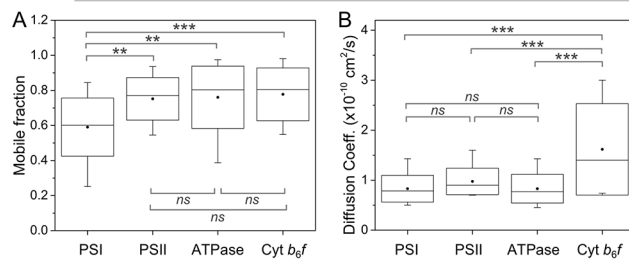 A
Mobile fraction
1.2
1.0
0.8
0.6
0.4
0.2
0.0
***
**
**
ns
ns
ns
PSI PSII ATPase Cyt b₆f
B
Diffusion Coeff. (x10⁻¹⁰ cm²/s)
4
3
2
1
0
***
***
***
ns
ns
ns
PSI PSII ATPase Cyt b₆f